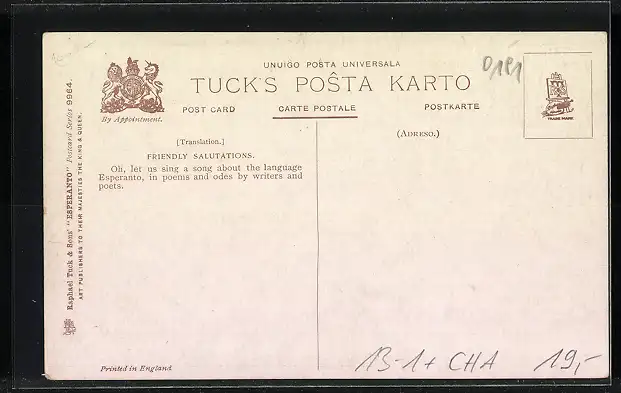 UNUIGO POŜTA UNIVERSALA
TUCK'S POŜTA KARTO
POST CARD CARTE POSTALE POSTKARTE
By Appointment.
(ADRESO.)
TRADE MARK
[Translation.]
FRIENDLY SALUTATIONS.
Oh, let us sing a song about the language
Esperanto, in poems and odes by writers and
poets.
Raphael Tuck & Sons' "ESPERANTO" Postcard Series 9964.
ART PUBLISHERS TO THEIR MAJESTIES THE KING & QUEEN.
Printed in England
13-1+ CHA 19,-